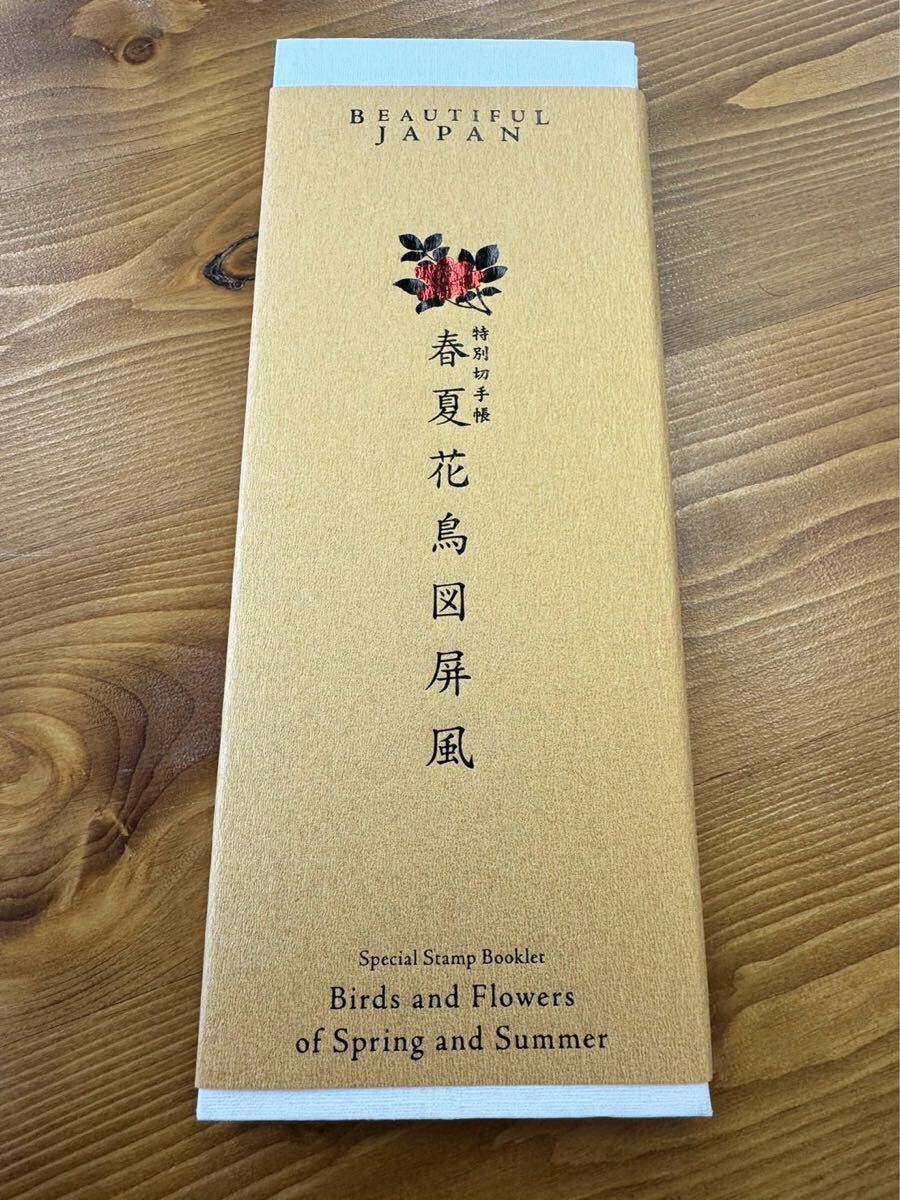 BEAUTIFUL
JAPAN
特別切手帳
春夏花鳥図屏風
Special Stamp Booklet
Birds and Flowers
of Spring and Summer